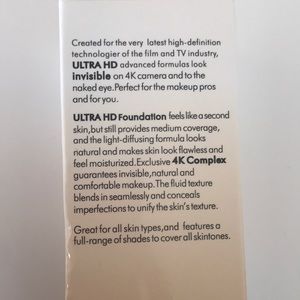 Created for the very latest high-definition
technologier of the film and TV industry,
ULTRA HD advanced formulas look
invisible on 4K camera and to the
naked eye.Perfect for the makeup pros
and for you.
ULTRA HD Foundation feels like a second
skin,but still provides medium coverage,
and the light-diffusing formula looks
natural and makes skin look flawless and
feel moisturized.Exclusive 4K Complex
guarantees invisible,natural and
comfortable makeup.The fluid texture
blends in seamlessly and conceals
imperfections to unify the skin's texture.
Great for all skin types,and features a
full-range of shades to cover all skintones.